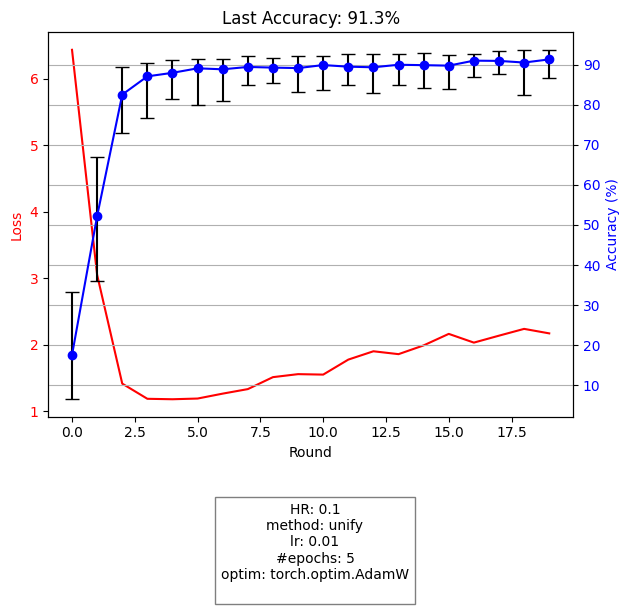 Last Accuracy: 91.3%
6
5
4
3
2
1
Loss
90
80
70
60
50
40
30
20
10
Accuracy (%)
0.0 2.5 5.0 7.5 10.0 12.5 15.0 17.5
Round
HR: 0.1
method: unify
lr: 0.01
#epochs: 5
optim: torch.optim.AdamW